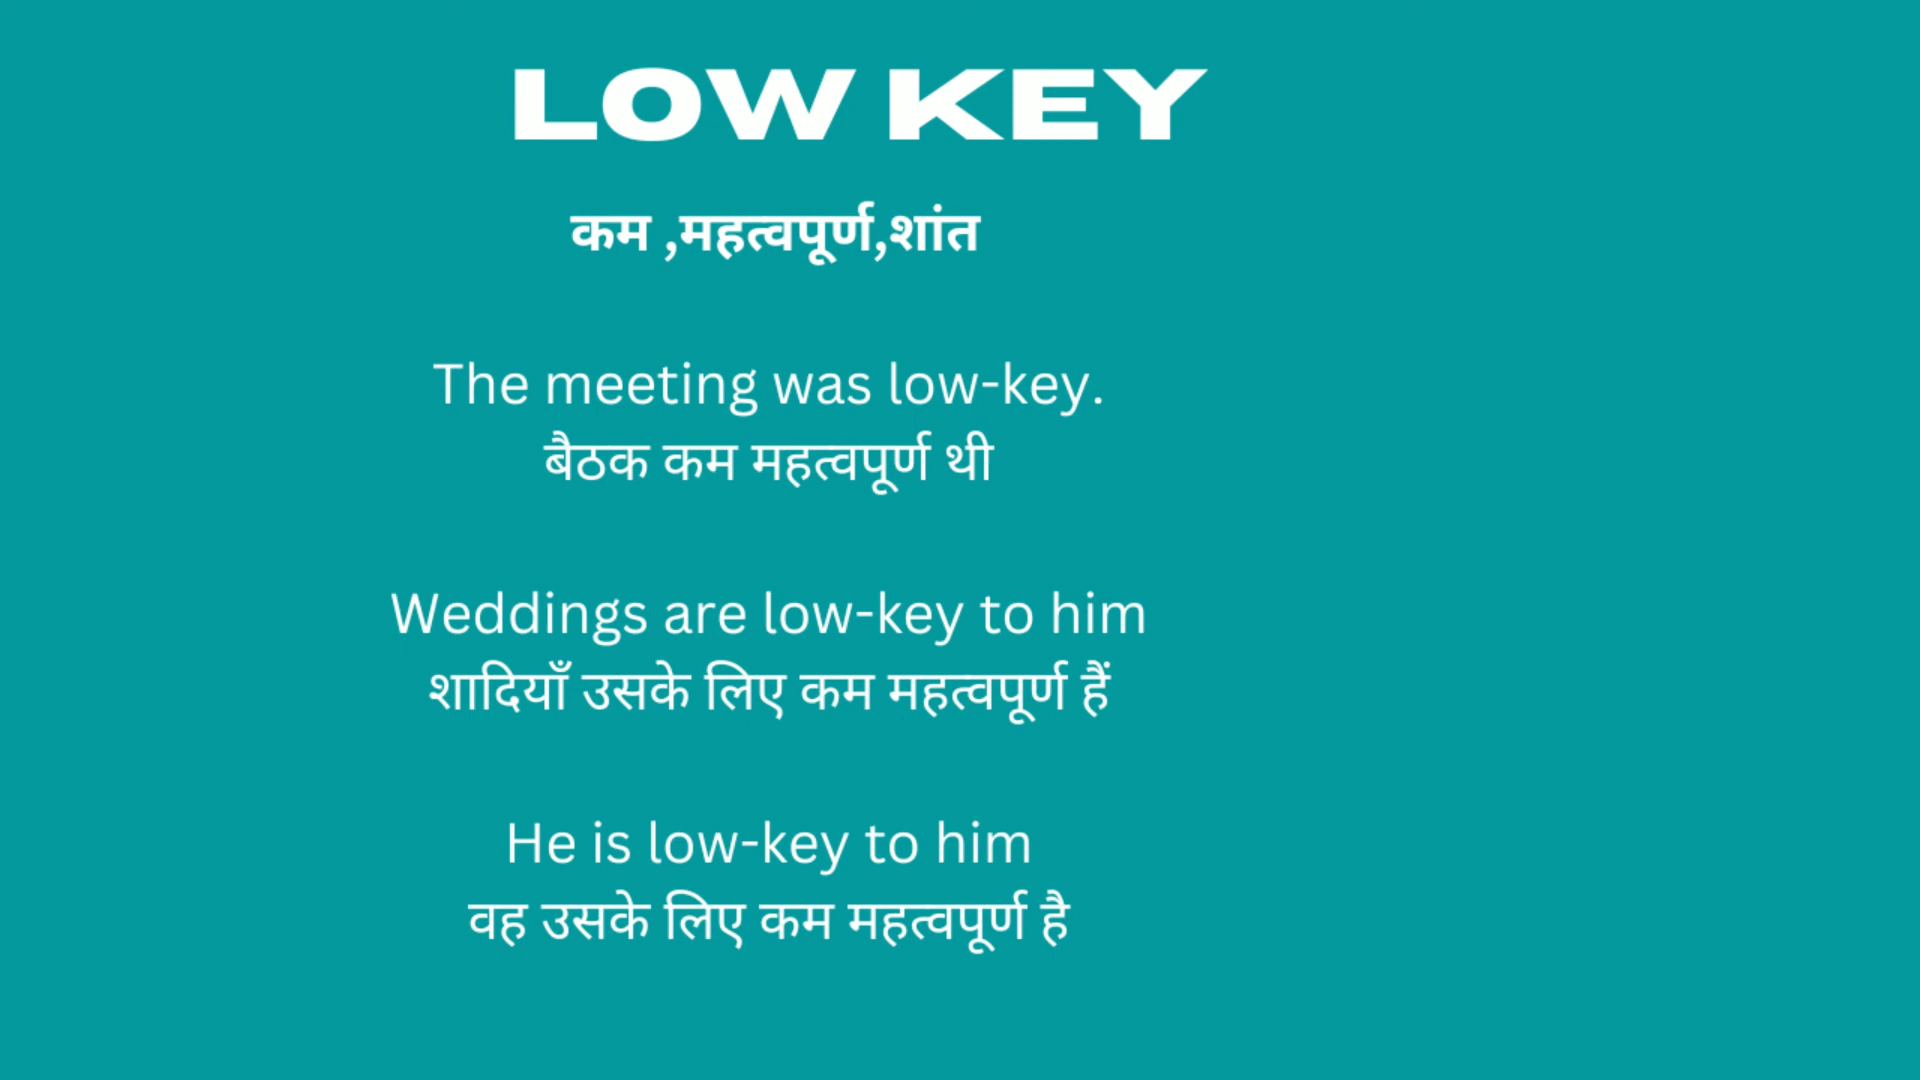 LOW KEY
कम ,महत्वपूर्ण,शांत
The meeting was low-key.
बैठक कम महत्वपूर्ण थी
Weddings are low-key to him
शादियाँ उसके लिए कम महत्वपूर्ण हैं
He is low-key to him
वह उसके लिए कम महत्वपूर्ण है